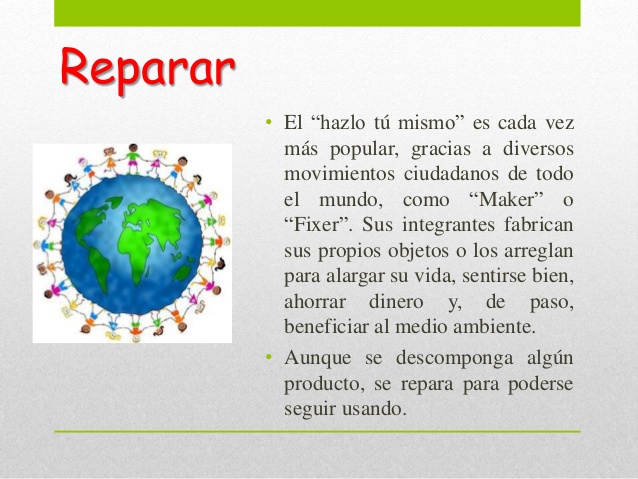 Reparar
• El “hazlo tú mismo” es cada vez
más popular, gracias a diversos
movimientos ciudadanos de todo
el mundo, como “Maker” o
“Fixer”. Sus integrantes fabrican
sus propios objetos o los arreglan
para alargar su vida, sentirse bien,
ahorrar dinero y, de paso,
beneficiar al medio ambiente.
• Aunque se descomponga algún
producto, se repara para poderse
seguir usando.